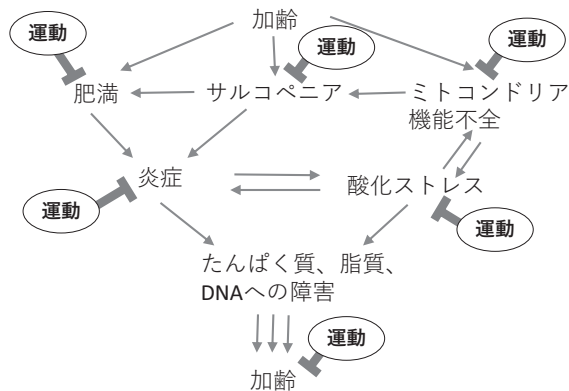 運動
加齢
運動
運動
肥満
サルコペニア
ミトコンドリア
機能不全
炎症
酸化ストレス
運動
運動
たんぱく質、脂質、
DNAへの障害
運動
加齢